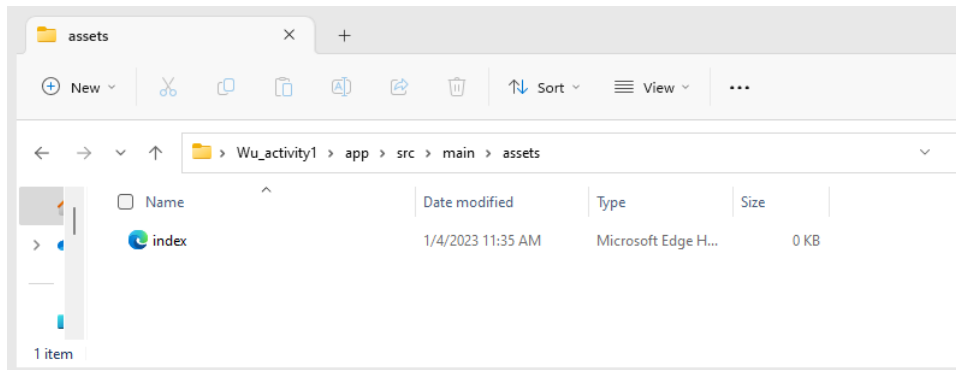 assets
New
Sort
View
Wu_activity1 > app > src > main > assets
Name
Date modified
Type
Size
index
1/4/2023 11:35 AM
Microsoft Edge H...
0 KB
1 item